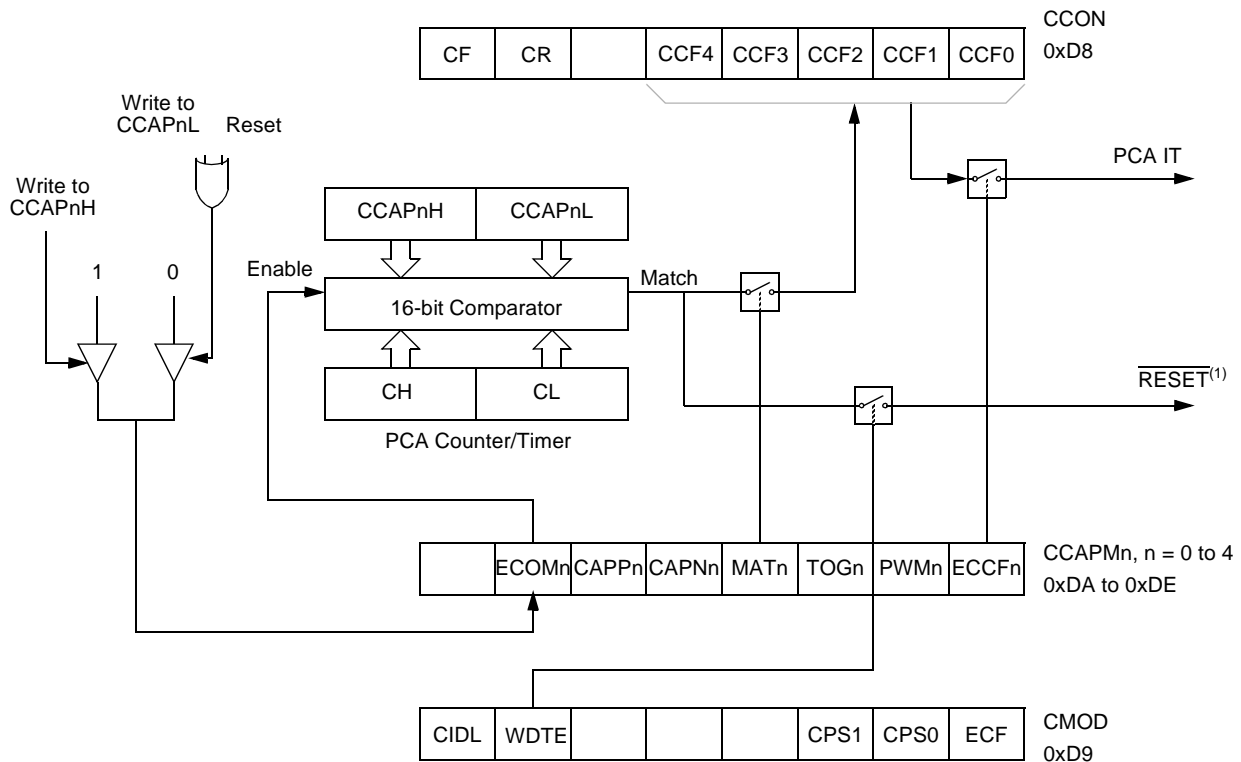 CCON
0xD8
CF CR CCF4 CCF3 CCF2 CCF1 CCF0
Write to
CCAPnL
Reset
PCA IT
Write to
CCAPnH
CCAPnH CCAPnL
1 0
Enable
Match
16-bit Comparator
RESET(1)
CH CL
PCA Counter/Timer
ECOMn CAPPn CAPNn MATn TOGn PWMn ECCFn
CCAPMn, n = 0 to 4
0xDA to 0xDE
CIDL WDTE CPS1 CPS0 ECF
CMOD
0xD9